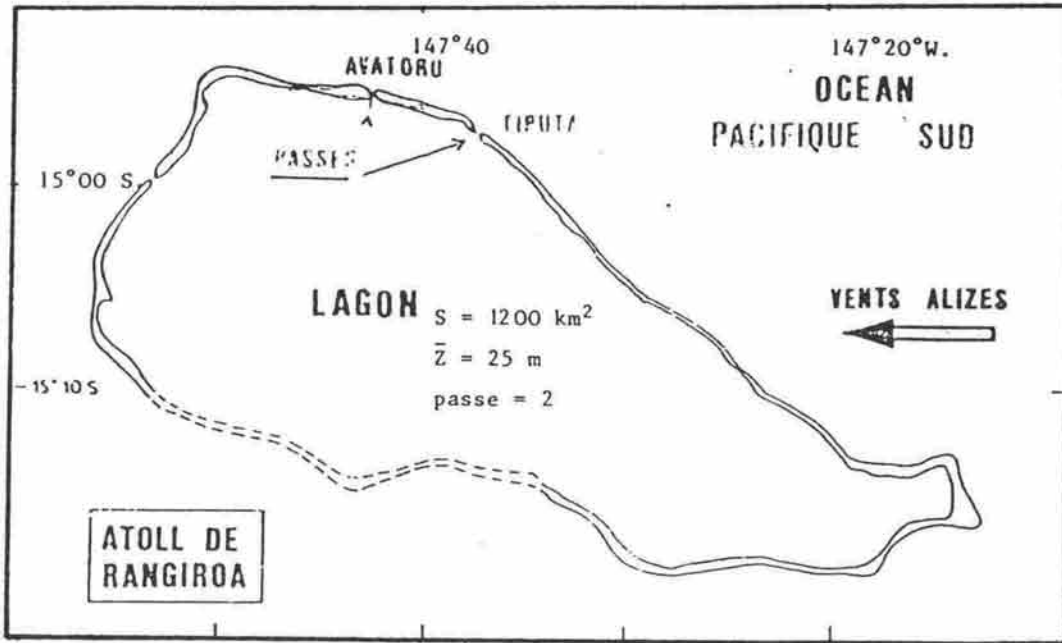 147°40
147°20°W.
AVATORU
OCEAN
TIPUTA
PACIFIQUE SUD
PASSES
15°00 S.
VENTS ALIZES
LAGON
S = 1200 km²
Z̅ = 25 m
15°10S
passe = 2
ATOLL DE
RANGIROA